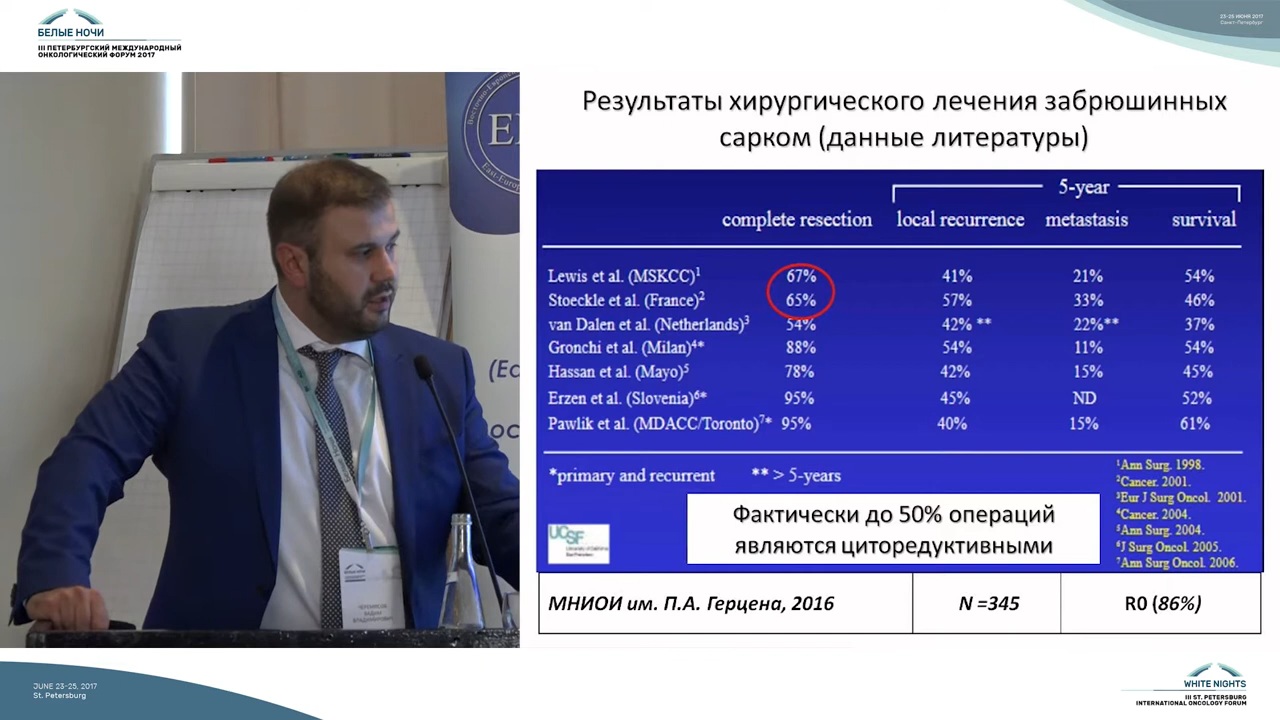 БЕЛЫЕ НОЧИ
III ПЕТЕРБУРГСКИЙ МЕЖДУНАРОДНЫЙ
ОНКОЛОГИЧЕСКИЙ ФОРУМ 2017
23-25 ИЮНЯ 2017
Санкт-Петербург
Результаты хирургического лечения забрюшинных
сарком (данные литературы)
5-year
complete resection local recurrence metastasis survival
Lewis et al. (MSKCC)1 67% 41% 21% 54%
Stoeckle et al. (France)2 65% 57% 33% 46%
van Dalen et al. (Netherlands)3 54% 42% ** 22%** 37%
Gronchi et al. (Milan)4* 88% 54% 11% 54%
Hassan et al. (Mayo)5 78% 42% 15% 45%
Erzen et al. (Slovenia)6* 95% 45% ND 52%
Pawlik et al. (MDACC/Toronto)7* 95% 40% 15% 61%
*primary and recurrent ** > 5-years
1Ann Surg. 1998.
2Cancer. 2001.
3Eur J Surg Oncol. 2001.
4Cancer. 2004.
5Ann Surg. 2004.
6J Surg Oncol. 2005.
7Ann Surg Oncol. 2006.
Фактически до 50% операций
являются циторедуктивными
UCSF
МНИОИ им. П.А. Герцена, 2016 N =345 R0 (86%)
JUNE 23-25, 2017
St. Petersburg
WHITE NIGHTS
III ST. PETERSBURG
INTERNATIONAL ONCOLOGY FORUM